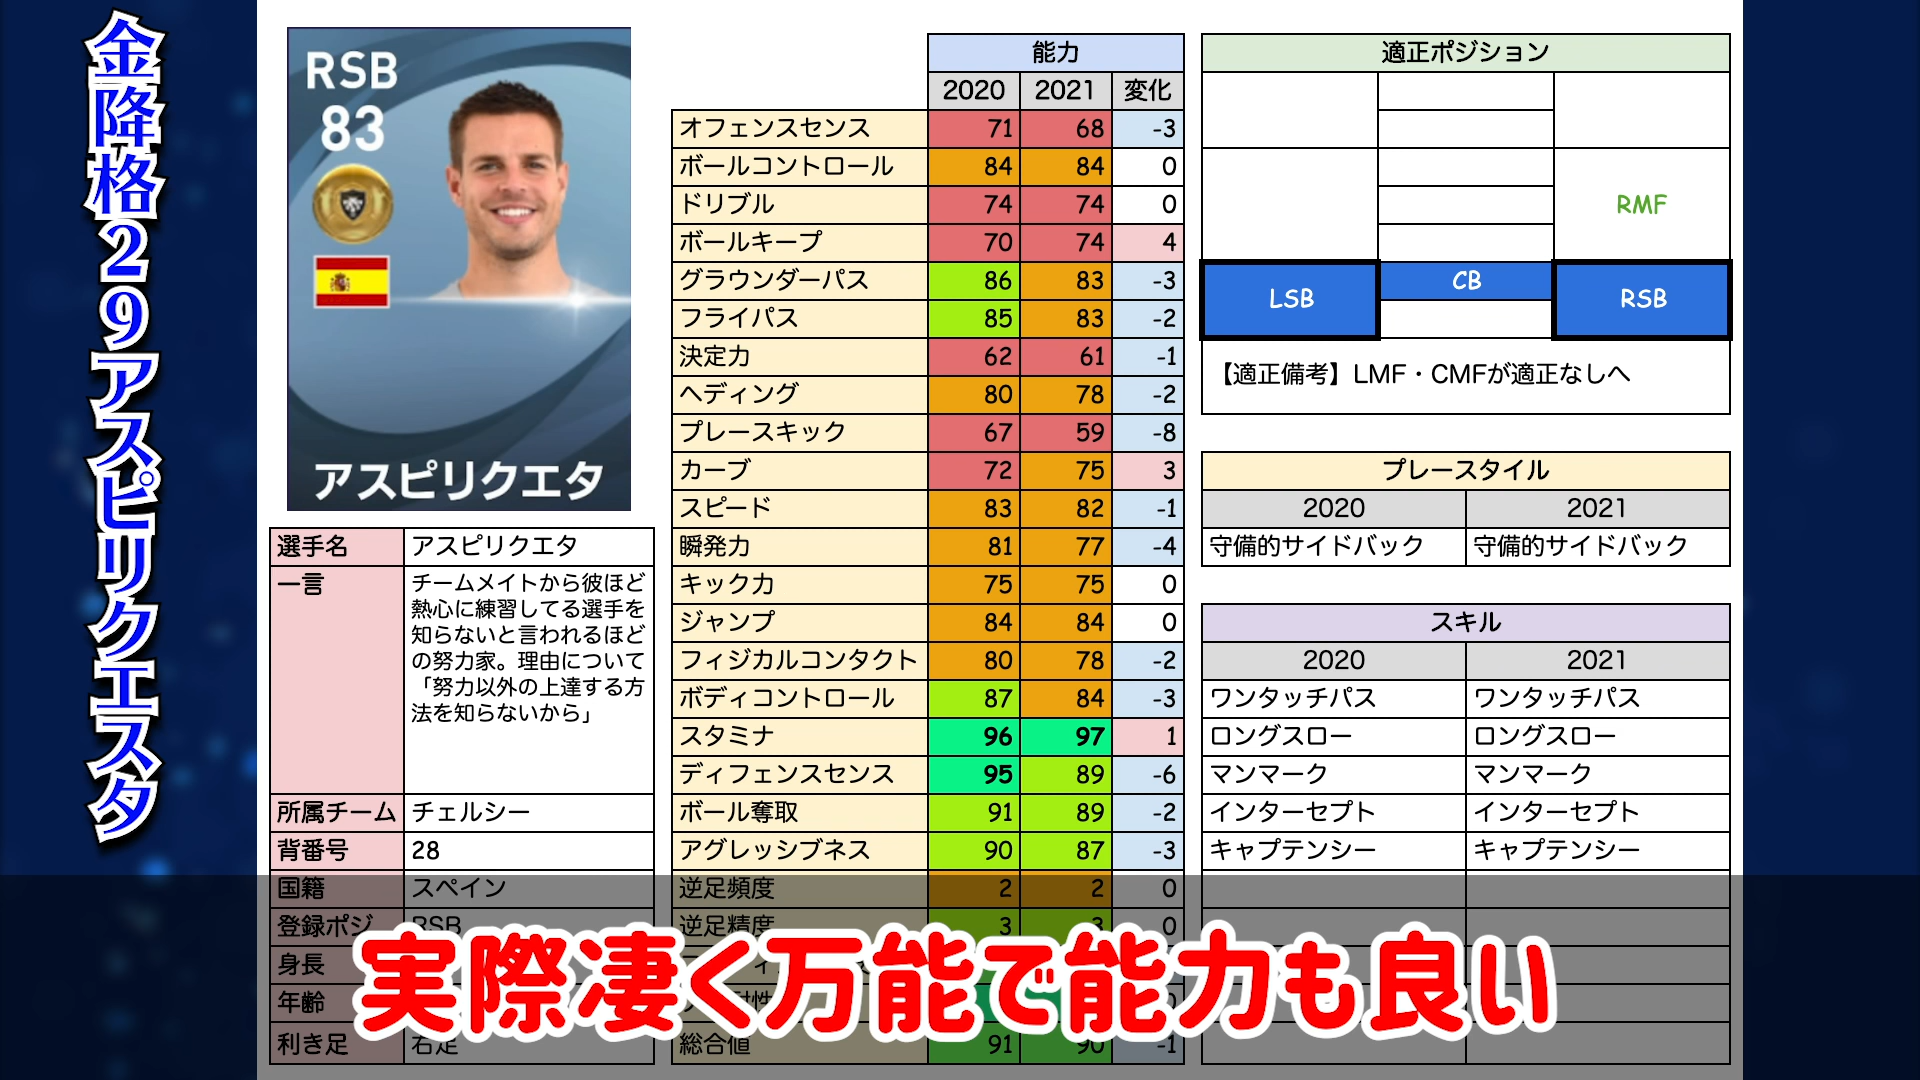 金降格29アスピリクエスタ
RSB
83
アスピリクエタ
選手名 アスピリクエタ
一言 チームメイトから彼ほど
熱心に練習してる選手を
知らないと言われるほど
の努力家。理由について
「努力以外の上達する方
法を知らないから」
所属チーム チェルシー
背番号 28
国籍 スペイン
登録ポジ RSB
身長
年齢
利き足 右足
能力
2020 2021 変化
オフェンスセンス 71 68 -3
ボールコントロール 84 84 0
ドリブル 74 74 0
ボールキープ 70 74 4
グラウンダーパス 86 83 -3
フライパス 85 83 -2
決定力 62 61 -1
ヘディング 80 78 -2
プレースキック 67 59 -8
カーブ 72 75 3
スピード 83 82 -1
瞬発力 81 77 -4
キック力 75 75 0
ジャンプ 84 84 0
フィジカルコンタクト 80 78 -2
ボディコントロール 87 84 -3
スタミナ 96 97 1
ディフェンスセンス 95 89 -6
ボール奪取 91 89 -2
アグレッシブネス 90 87 -3
逆足頻度 2 2 0
逆足精度 3 3 0
総合値 91 90 -1
適正ポジション
RMF
LSB CB RSB
【適正備考】LMF・CMFが適正なしへ
プレースタイル
2020 2021
守備的サイドバック 守備的サイドバック
スキル
2020 2021
ワンタッチパス ワンタッチパス
ロングスロー ロングスロー
マンマーク マンマーク
インターセプト インターセプト
キャプテンシー キャプテンシー
実際凄く万能で能力も良い